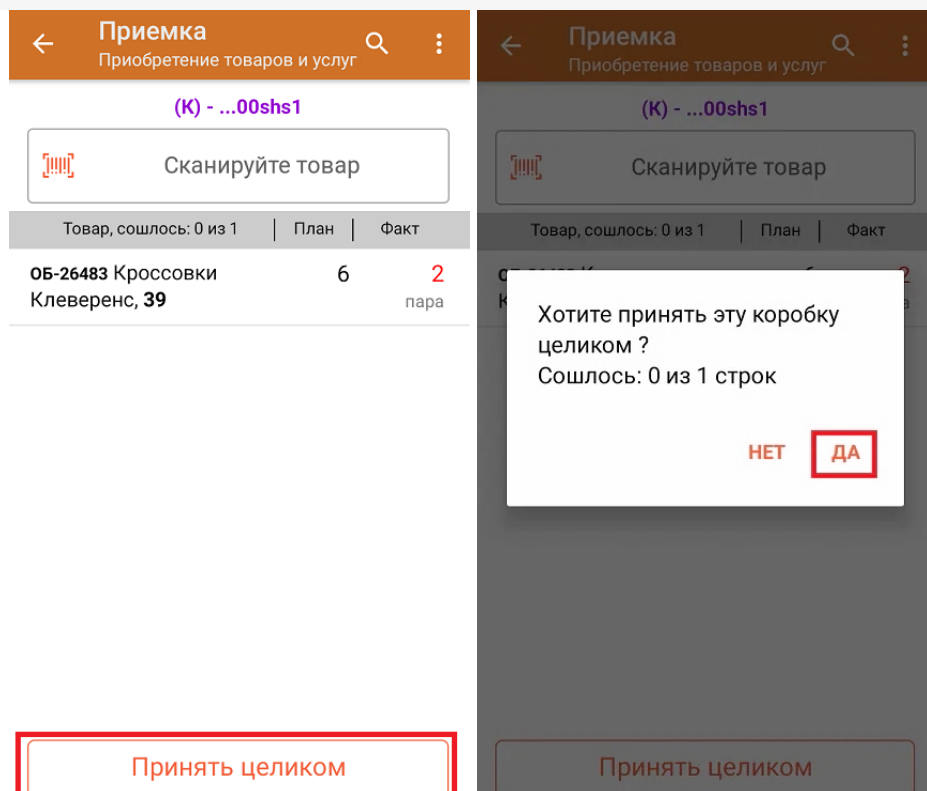 Приемка
Приобретение товаров и услуг
(К) - ...00shs1
Сканируйте товар
Товар, сошлось: 0 из 1 | План | Факт
ОБ-26483 Кроссовки 6 2
Клеверенс, 39 пара
Принять целиком
Приемка
Приобретение товаров и услуг
(К) - ...00shs1
Сканируйте товар
Товар, сошлось: 0 из 1 | План | Факт
2
Хотите принять эту коробку
целиком ?
Сошлось: 0 из 1 строк
НЕТ ДА
Принять целиком